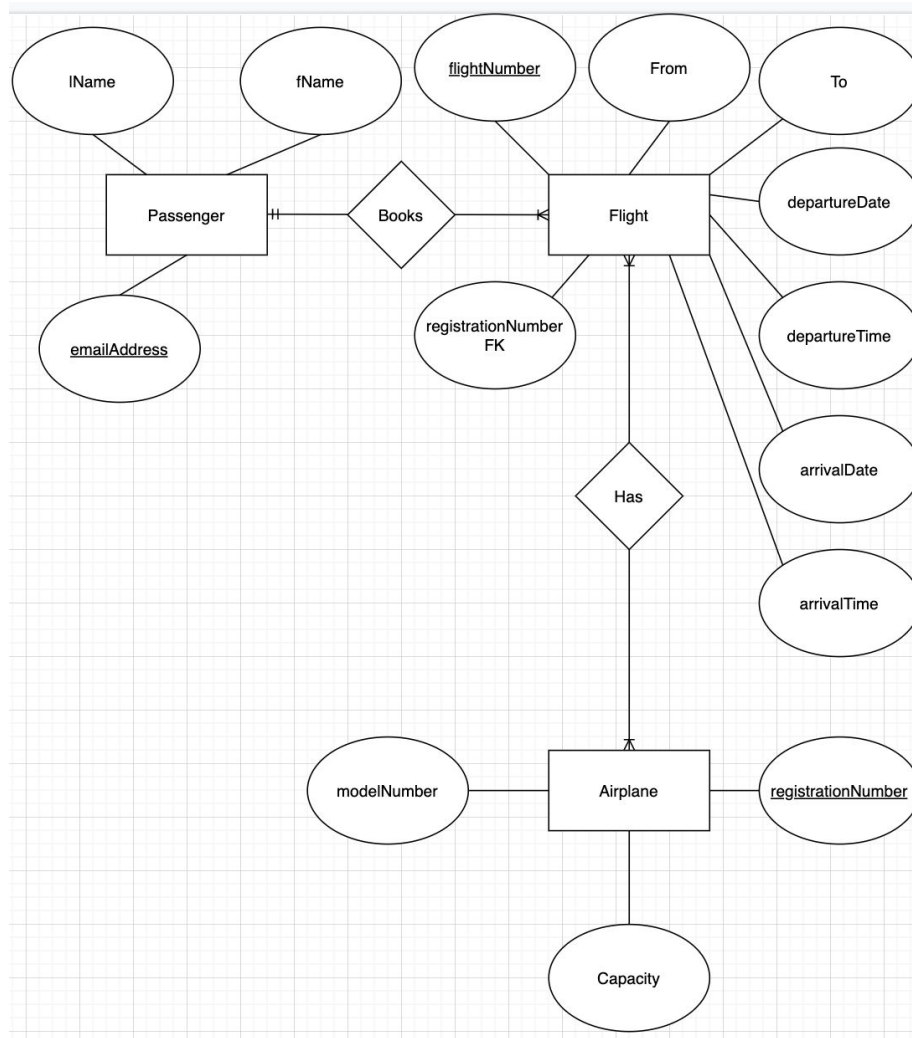 lName
fName
flightNumber
From
To
Passenger
Books
Flight
departureDate
emailAddress
registrationNumber
FK
departureTime
arrivalDate
Has
arrivalTime
modelNumber
Airplane
registrationNumber
Capacity